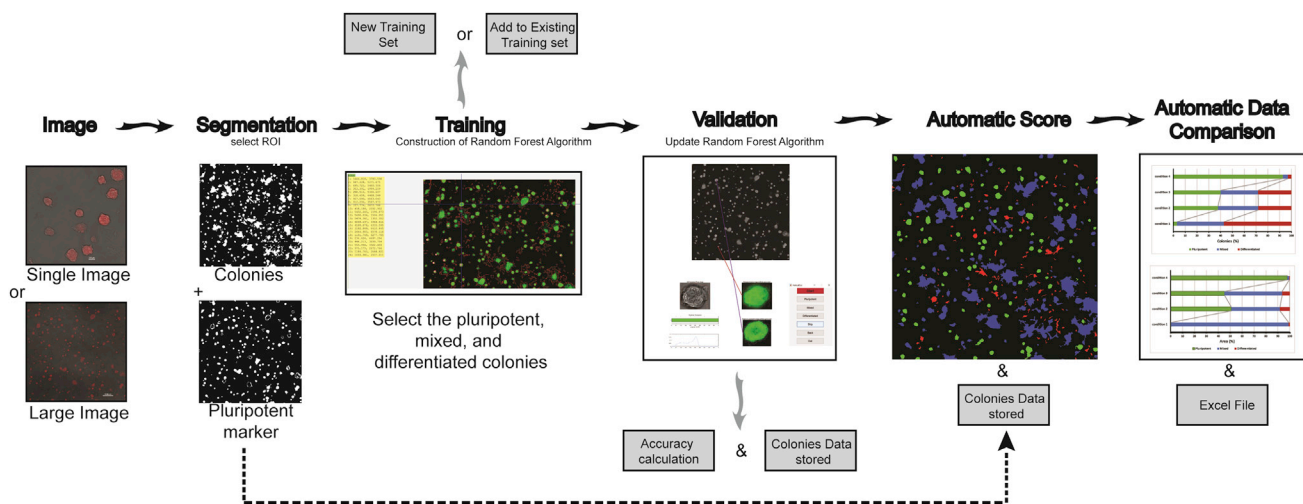 New Training
Set
or
Add to Existing
Training set
Image
Segmentation
select ROI
Training
Construction of Random Forest Algorithm
Validation
Update Random Forest Algorithm
Automatic Score
Automatic Data
Comparison
Single Image
or
Large Image
Colonies
+
Pluripotent
marker
Select the pluripotent,
mixed, and
differentiated colonies
Accuracy
calculation
&
Colonies Data
stored
&
Colonies Data
stored
Colonies (%)
Area (%)
&
Excel File